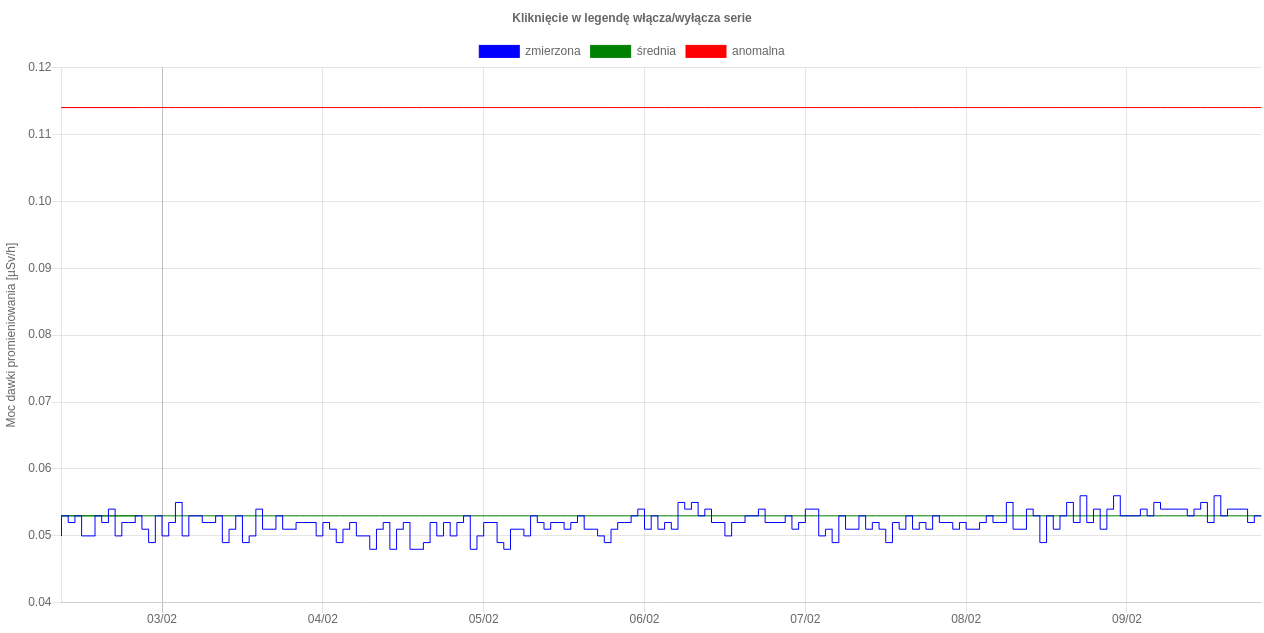 Kliknięcie w legendę włącza/wyłącza serie
zmierzona średnia anomalna
Moc dawki promieniowania [µSv/h]
0.12
0.11
0.10
0.09
0.08
0.07
0.06
0.05
0.04
03/02 04/02 05/02 06/02 07/02 08/02 09/02